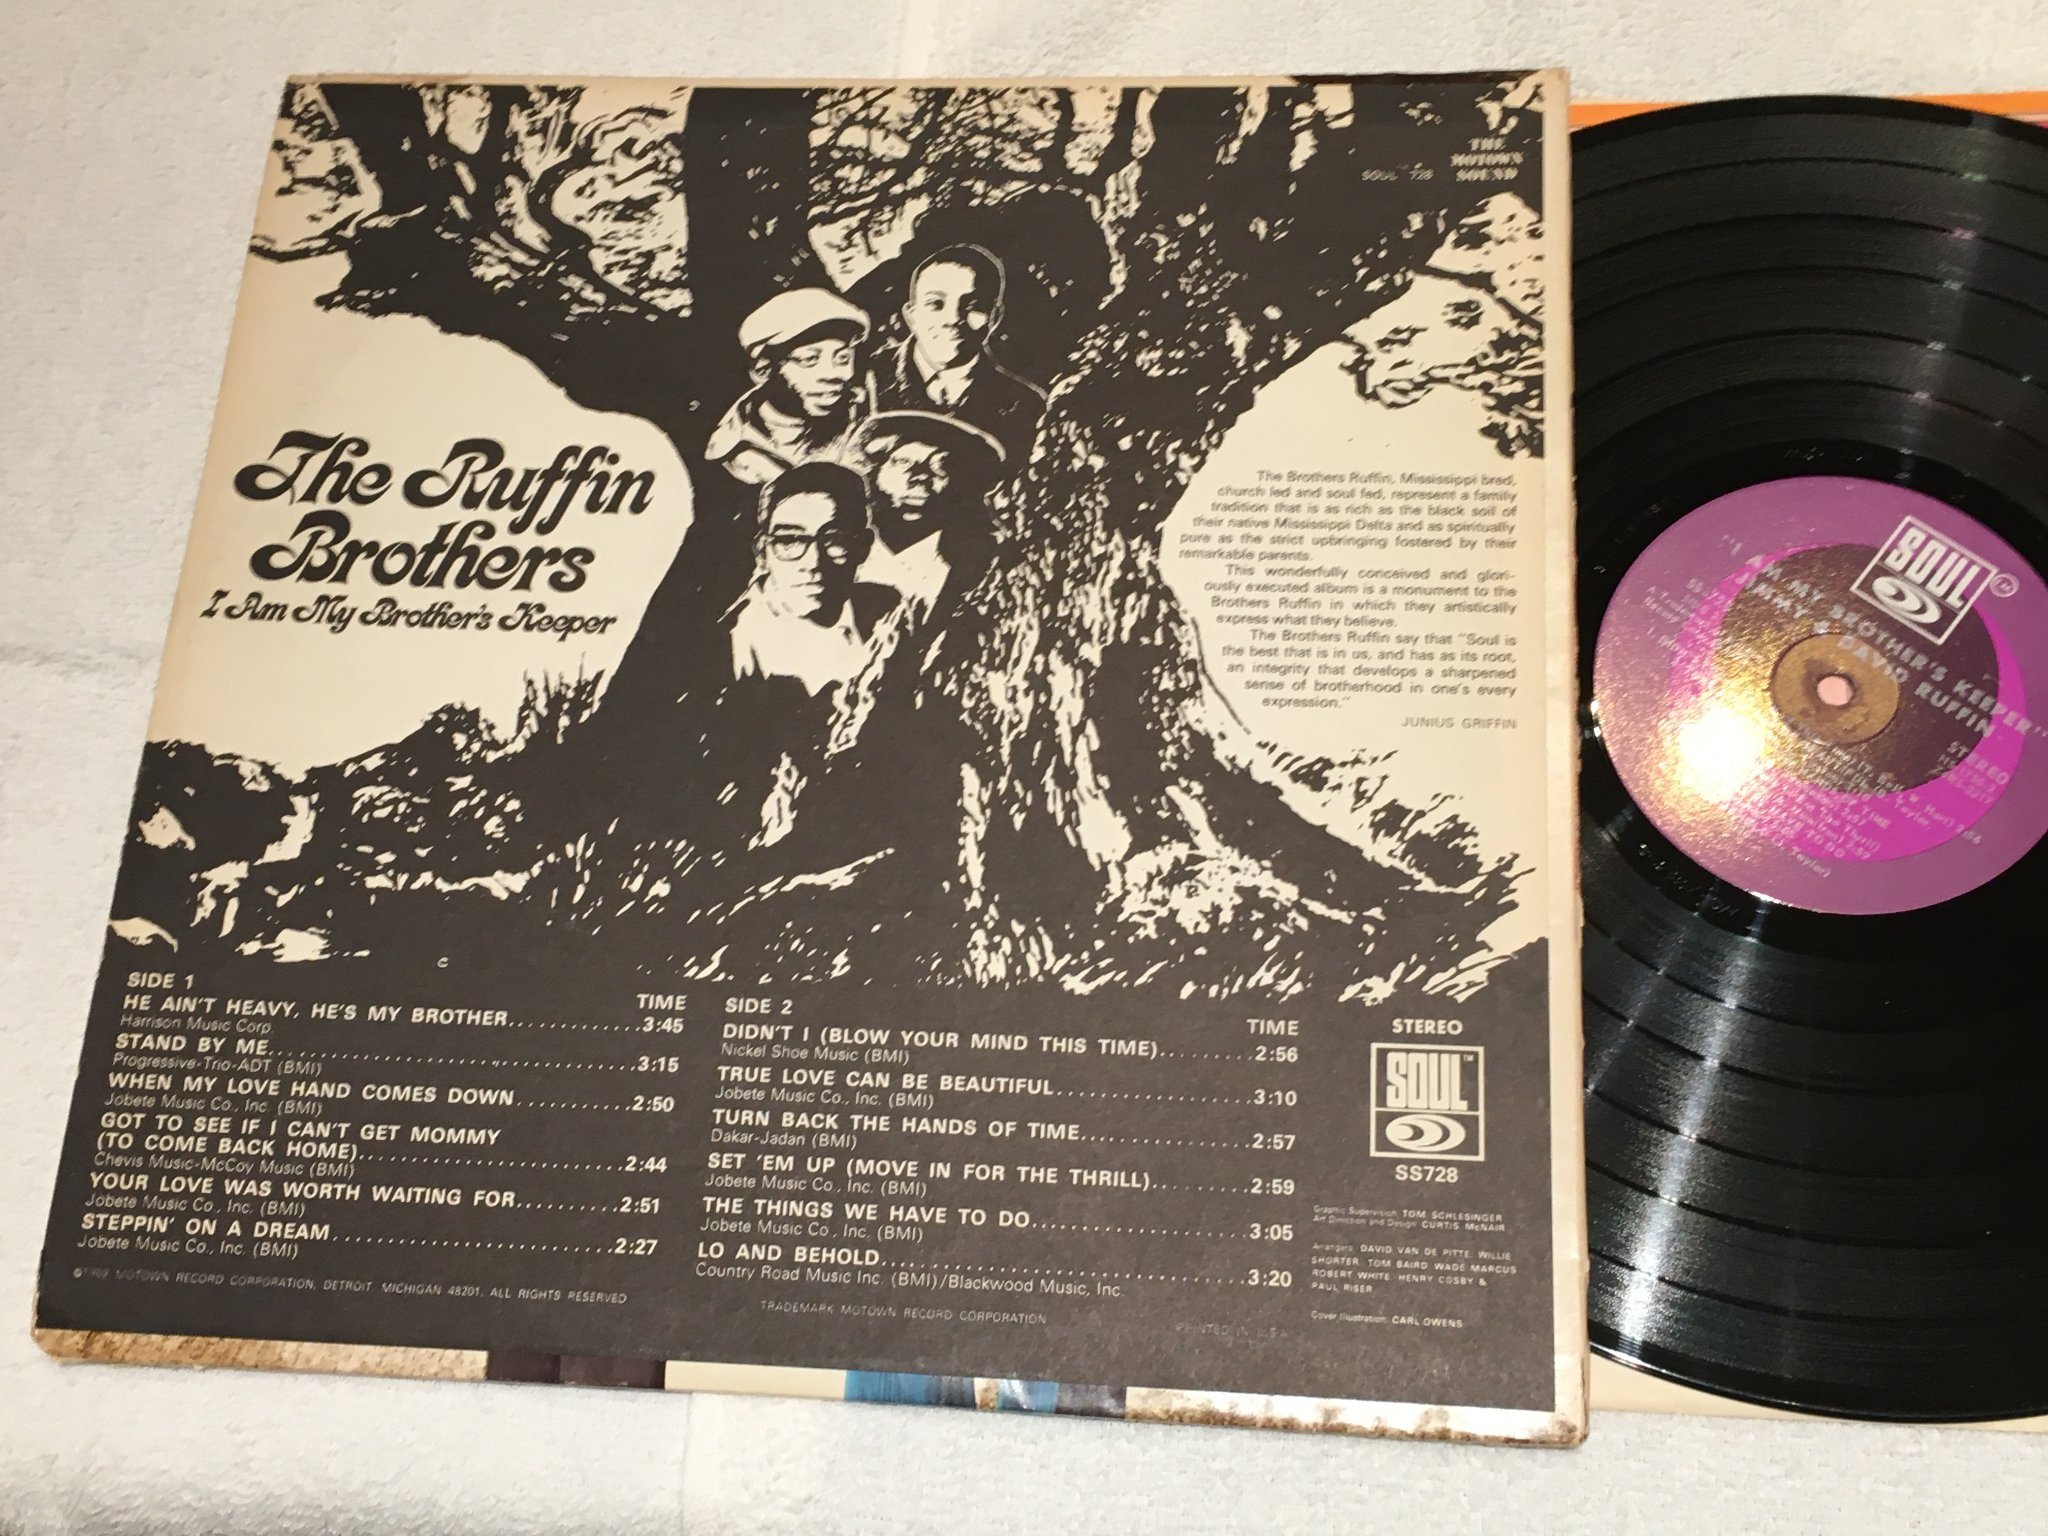 THE
MOTOWN
SOUND
SOUL 728
The Ruffin
Brothers
I Am My Brother's Keeper
The Brothers Ruffin, Mississippi bred,
church led and soul fed, represent a family
tradition that is as rich as the black soil of
their native Mississippi Delta and as spiritually
pure as the strict upbringing fostered by their
remarkable parents.
This wonderfully conceived and glori-
ously executed album is a monument to the
Brothers Ruffin in which they artistically
express what they believe.
The Brothers Ruffin say that "Soul is
the best that is in us, and has as its root,
an integrity that develops a sharpened
sense of brotherhood in one's every
expression."
JUNIUS GRIFFIN
SIDE 1
TIME
HE AIN'T HEAVY, HE'S MY BROTHER.............3:45
Harrison Music Corp.
STAND BY ME.....................................3:15
Progressive-Trio-ADT (BMI)
WHEN MY LOVE HAND COMES DOWN...........2:50
Jobete Music Co., Inc. (BMI)
GOT TO SEE IF I CAN'T GET MOMMY
(TO COME BACK HOME)...........................2:44
Chevis Music-McCoy Music (BMI)
YOUR LOVE WAS WORTH WAITING FOR..........2:51
Jobete Music Co., Inc. (BMI)
STEPPIN' ON A DREAM............................2:27
Jobete Music Co., Inc. (BMI)
MOTOWN RECORD CORPORATION, DETROIT, MICHIGAN 48201, ALL RIGHTS RESERVED
SIDE 2
TIME
DIDN'T I (BLOW YOUR MIND THIS TIME).........2:56
Nickel Shoe Music (BMI)
TRUE LOVE CAN BE BEAUTIFUL...................3:10
Jobete Music Co., Inc. (BMI)
TURN BACK THE HANDS OF TIME................2:57
Dakar-Jadan (BMI)
SET 'EM UP (MOVE IN FOR THE THRILL).........2:59
Jobete Music Co., Inc. (BMI)
THE THINGS WE HAVE TO DO.....................3:05
Jobete Music Co., Inc. (BMI)
LO AND BEHOLD...................................3:20
Country Road Music Inc. (BMI)/Blackwood Music, Inc.
TRADEMARK MOTOWN RECORD CORPORATION
PRINTED IN U.S.A.
STEREO
SOUL TM
SS728
Graphic Supervision: TOM SCHLESINGER
Art Direction and Design: CURTIS McNAIR
Arrangers: DAVID VAN DE PITTE, WILLIE
SHORTER, TOM BAIRD, WADE MARCUS
ROBERT WHITE, HENRY COSBY &
PAUL RISER
Cover Illustration: CARL OWENS
SOUL
"I AM MY BROTHER'S KEEPER"
JIMMY & DAVID RUFFIN
STEREO